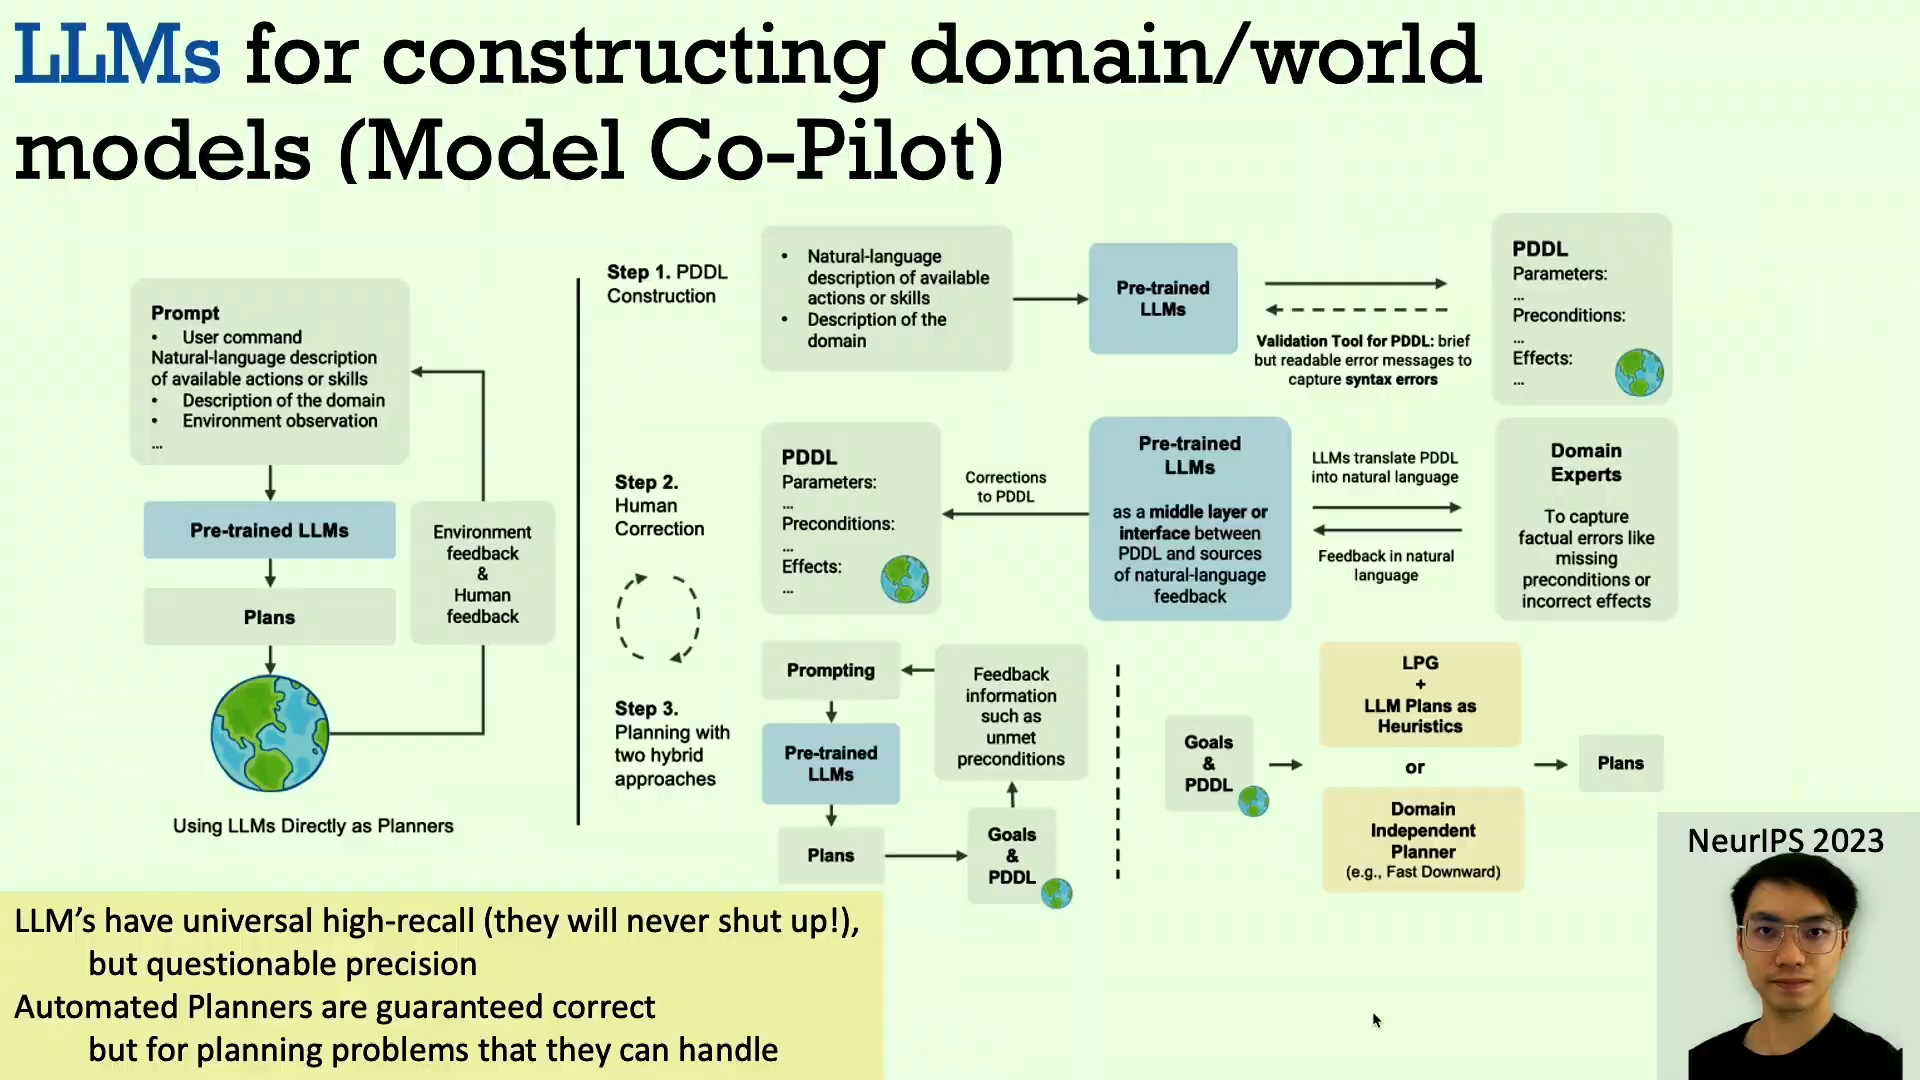 LLMs for constructing domain/world
models (Model Co-Pilot)
Prompt
• User command
Natural-language description
of available actions or skills
• Description of the domain
• Environment observation
...
Pre-trained LLMs
Plans
Environment
feedback
&
Human
feedback
Using LLMs Directly as Planners
Step 1. PDDL
Construction
• Natural-language
description of available
actions or skills
• Description of the
domain
Pre-trained
LLMs
Validation Tool for PDDL: brief
but readable error messages to
capture syntax errors
PDDL
Parameters:
...
Preconditions:
...
Effects:
...
Step 2.
Human
Correction
PDDL
Parameters:
...
Preconditions:
...
Effects:
...
Corrections
to PDDL
Pre-trained
LLMs
as a middle layer or
interface between
PDDL and sources
of natural-language
feedback
LLMs translate PDDL
into natural language
Feedback in natural
language
Domain
Experts
To capture
factual errors like
missing
preconditions or
incorrect effects
Step 3.
Planning with
two hybrid
approaches
Prompting
Pre-trained
LLMs
Plans
Feedback
information
such as
unmet
preconditions
Goals
&
PDDL
Goals
&
PDDL
LPG
+
LLM Plans as
Heuristics
or
Domain
Independent
Planner
(e.g., Fast Downward)
Plans
NeurIPS 2023
LLM's have universal high-recall (they will never shut up!),
but questionable precision
Automated Planners are guaranteed correct
but for planning problems that they can handle